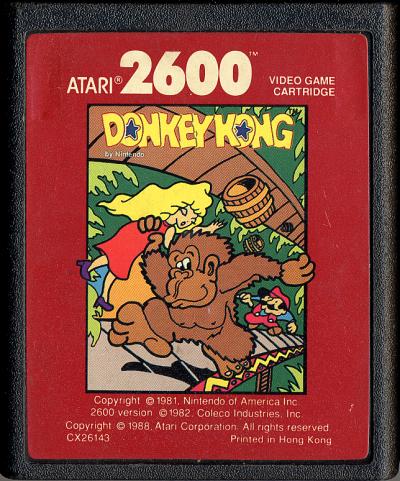 ATARI® 2600™ VIDEO GAME CARTRIDGE
DONKEY KONG
by Nintendo
Copyright © 1981, Nintendo of America Inc.
2600 version © 1982, Coleco Industries, Inc.
Copyright © 1988, Atari Corporation. All rights reserved.
CX26143 Printed in Hong Kong